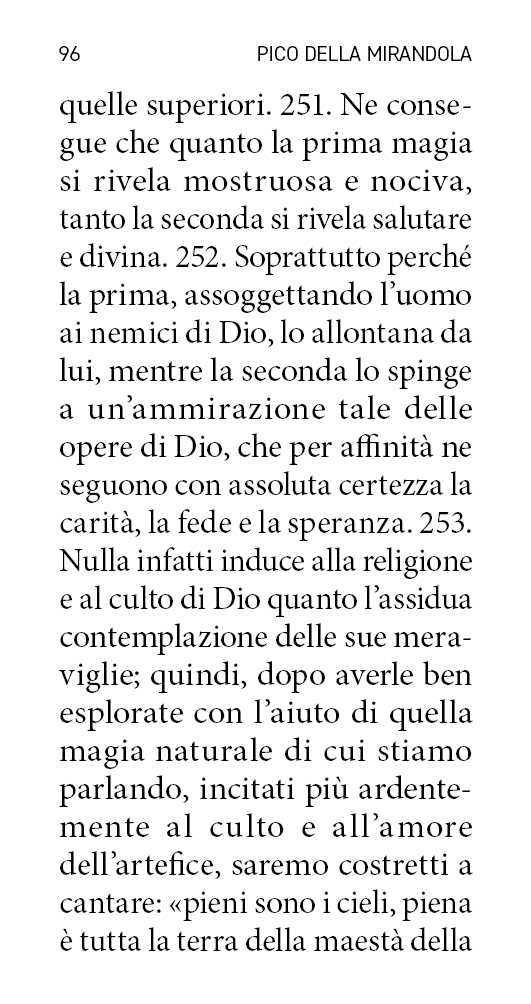 96 PICO DELLA MIRANDOLA
quelle superiori. 251. Ne conse-
gue che quanto la prima magia
si rivela mostruosa e nociva,
tanto la seconda si rivela salutare
e divina. 252. Soprattutto perché
la prima, assoggettando l’uomo
ai nemici di Dio, lo allontana da
lui, mentre la seconda lo spinge
a un’ammirazione tale delle
opere di Dio, che per affinità ne
seguono con assoluta certezza la
carità, la fede e la speranza. 253.
Nulla infatti induce alla religione
e al culto di Dio quanto l’assidua
contemplazione delle sue mera-
viglie; quindi, dopo averle ben
esplorate con l’aiuto di quella
magia naturale di cui stiamo
parlando, incitati più ardente-
mente al culto e all’amore
dell’artefice, saremo costretti a
cantare: «pieni sono i cieli, piena
è tutta la terra della maestà della